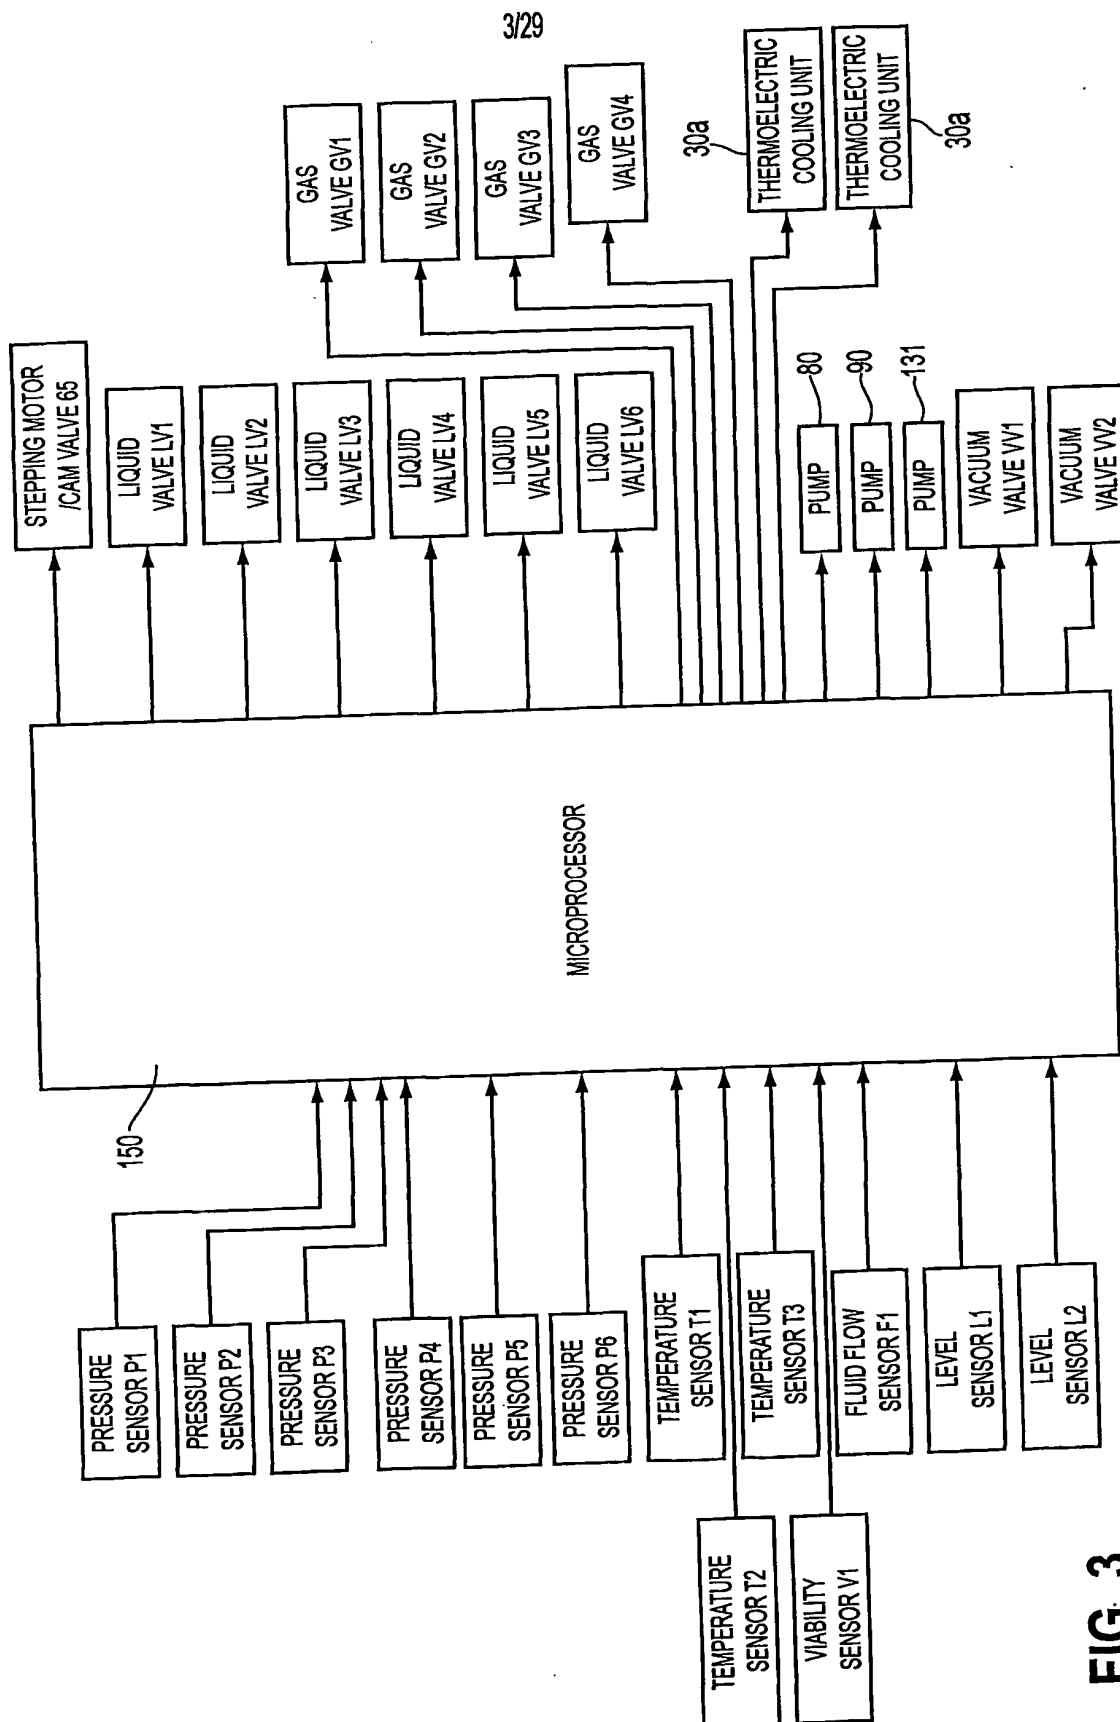 3/29
STEPPING MOTOR
/CAM VALVE 65
LIQUID
VALVE LV1
LIQUID
VALVE LV2
LIQUID
VALVE LV3
LIQUID
VALVE LV4
LIQUID
VALVE LV5
LIQUID
VALVE LV6
GAS
VALVE GV1
GAS
VALVE GV2
GAS
VALVE GV3
GAS
VALVE GV4
30a
THERMOELECTRIC
COOLING UNIT
THERMOELECTRIC
COOLING UNIT
30a
PUMP
80
PUMP
90
PUMP
131
VACUUM
VALVE VV1
VACUUM
VALVE VV2
MICROPROCESSOR
150
PRESSURE
SENSOR P1
PRESSURE
SENSOR P2
PRESSURE
SENSOR P3
PRESSURE
SENSOR P4
PRESSURE
SENSOR P5
PRESSURE
SENSOR P6
TEMPERATURE
SENSOR T1
TEMPERATURE
SENSOR T2
TEMPERATURE
SENSOR T3
VIABILITY
SENSOR V1
FLUID FLOW
SENSOR F1
LEVEL
SENSOR L1
LEVEL
SENSOR L2
FIG. 3